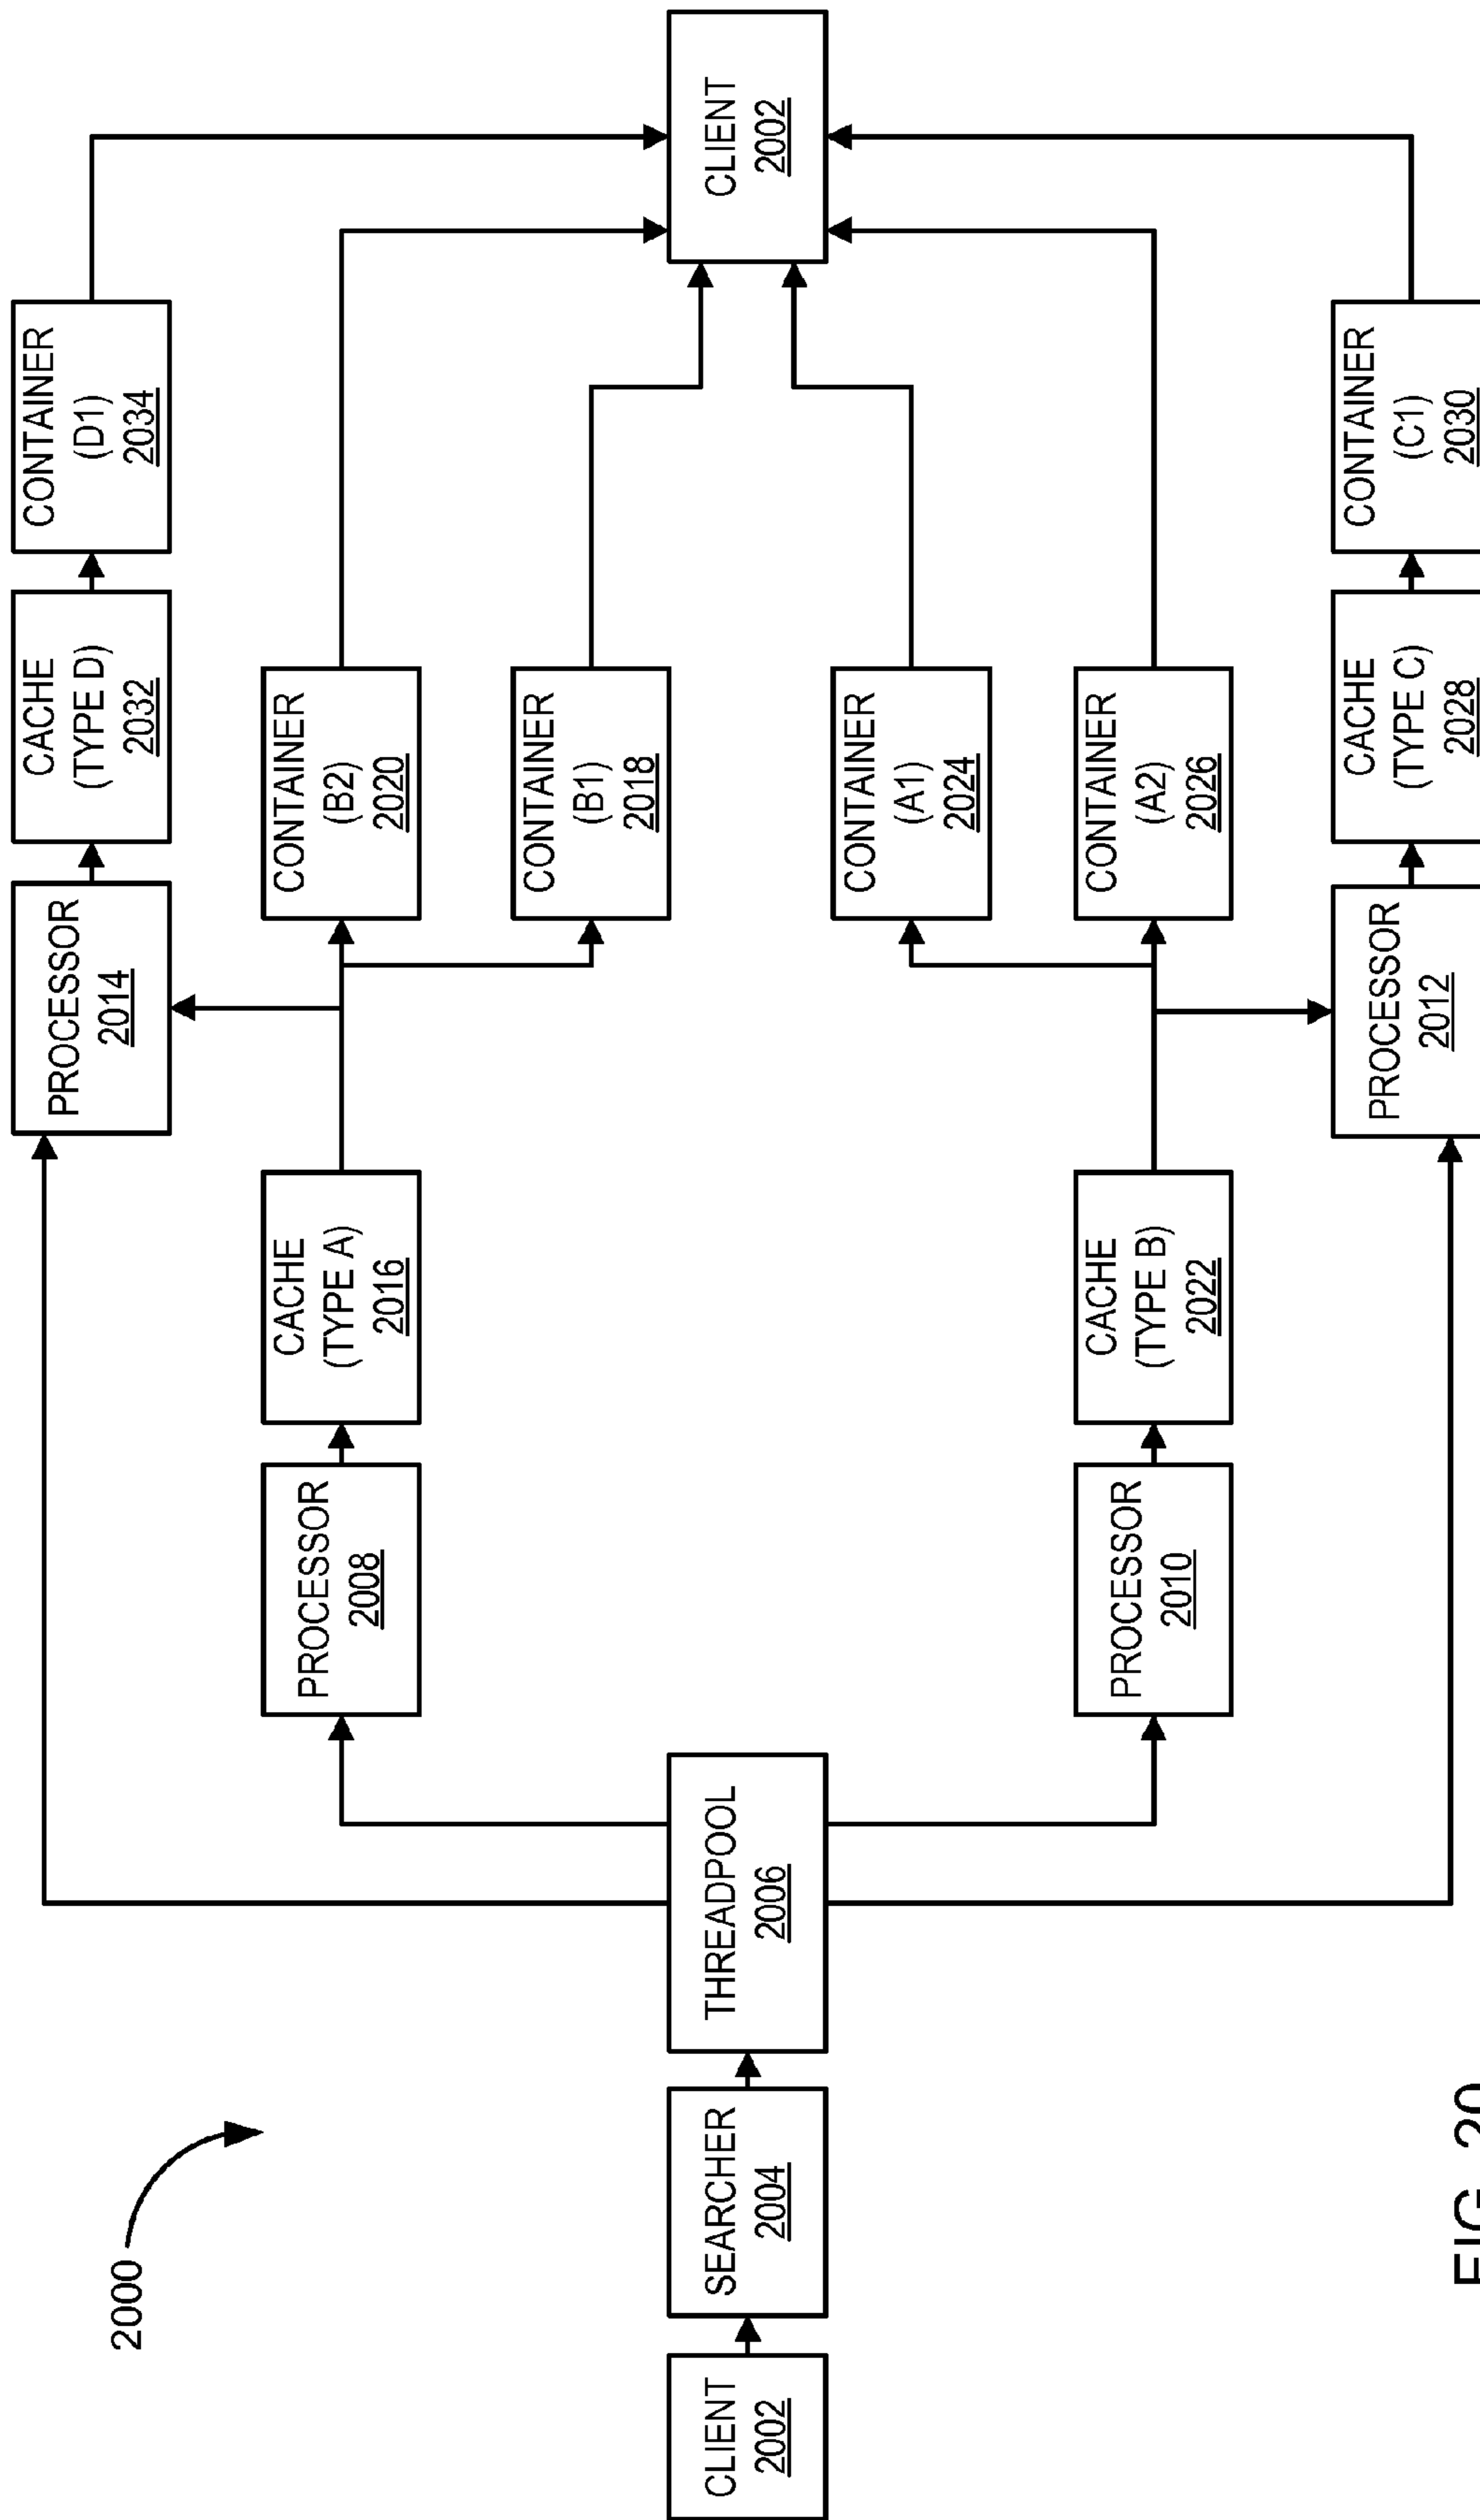 2000
PROCESSOR
2014
CACHE
(TYPE D)
2032
CONTAINER
(D1)
2034
PROCESSOR
2008
CACHE
(TYPE A)
2016
CONTAINER
(B2)
2020
CONTAINER
(B1)
2018
CLIENT
2002
SEARCHER
2004
THREADPOOL
2006
CLIENT
2002
CONTAINER
(A1)
2024
PROCESSOR
2010
CACHE
(TYPE B)
2022
CONTAINER
(A2)
2026
PROCESSOR
2012
CACHE
(TYPE C)
2028
CONTAINER
(C1)
2030
FIG. 20